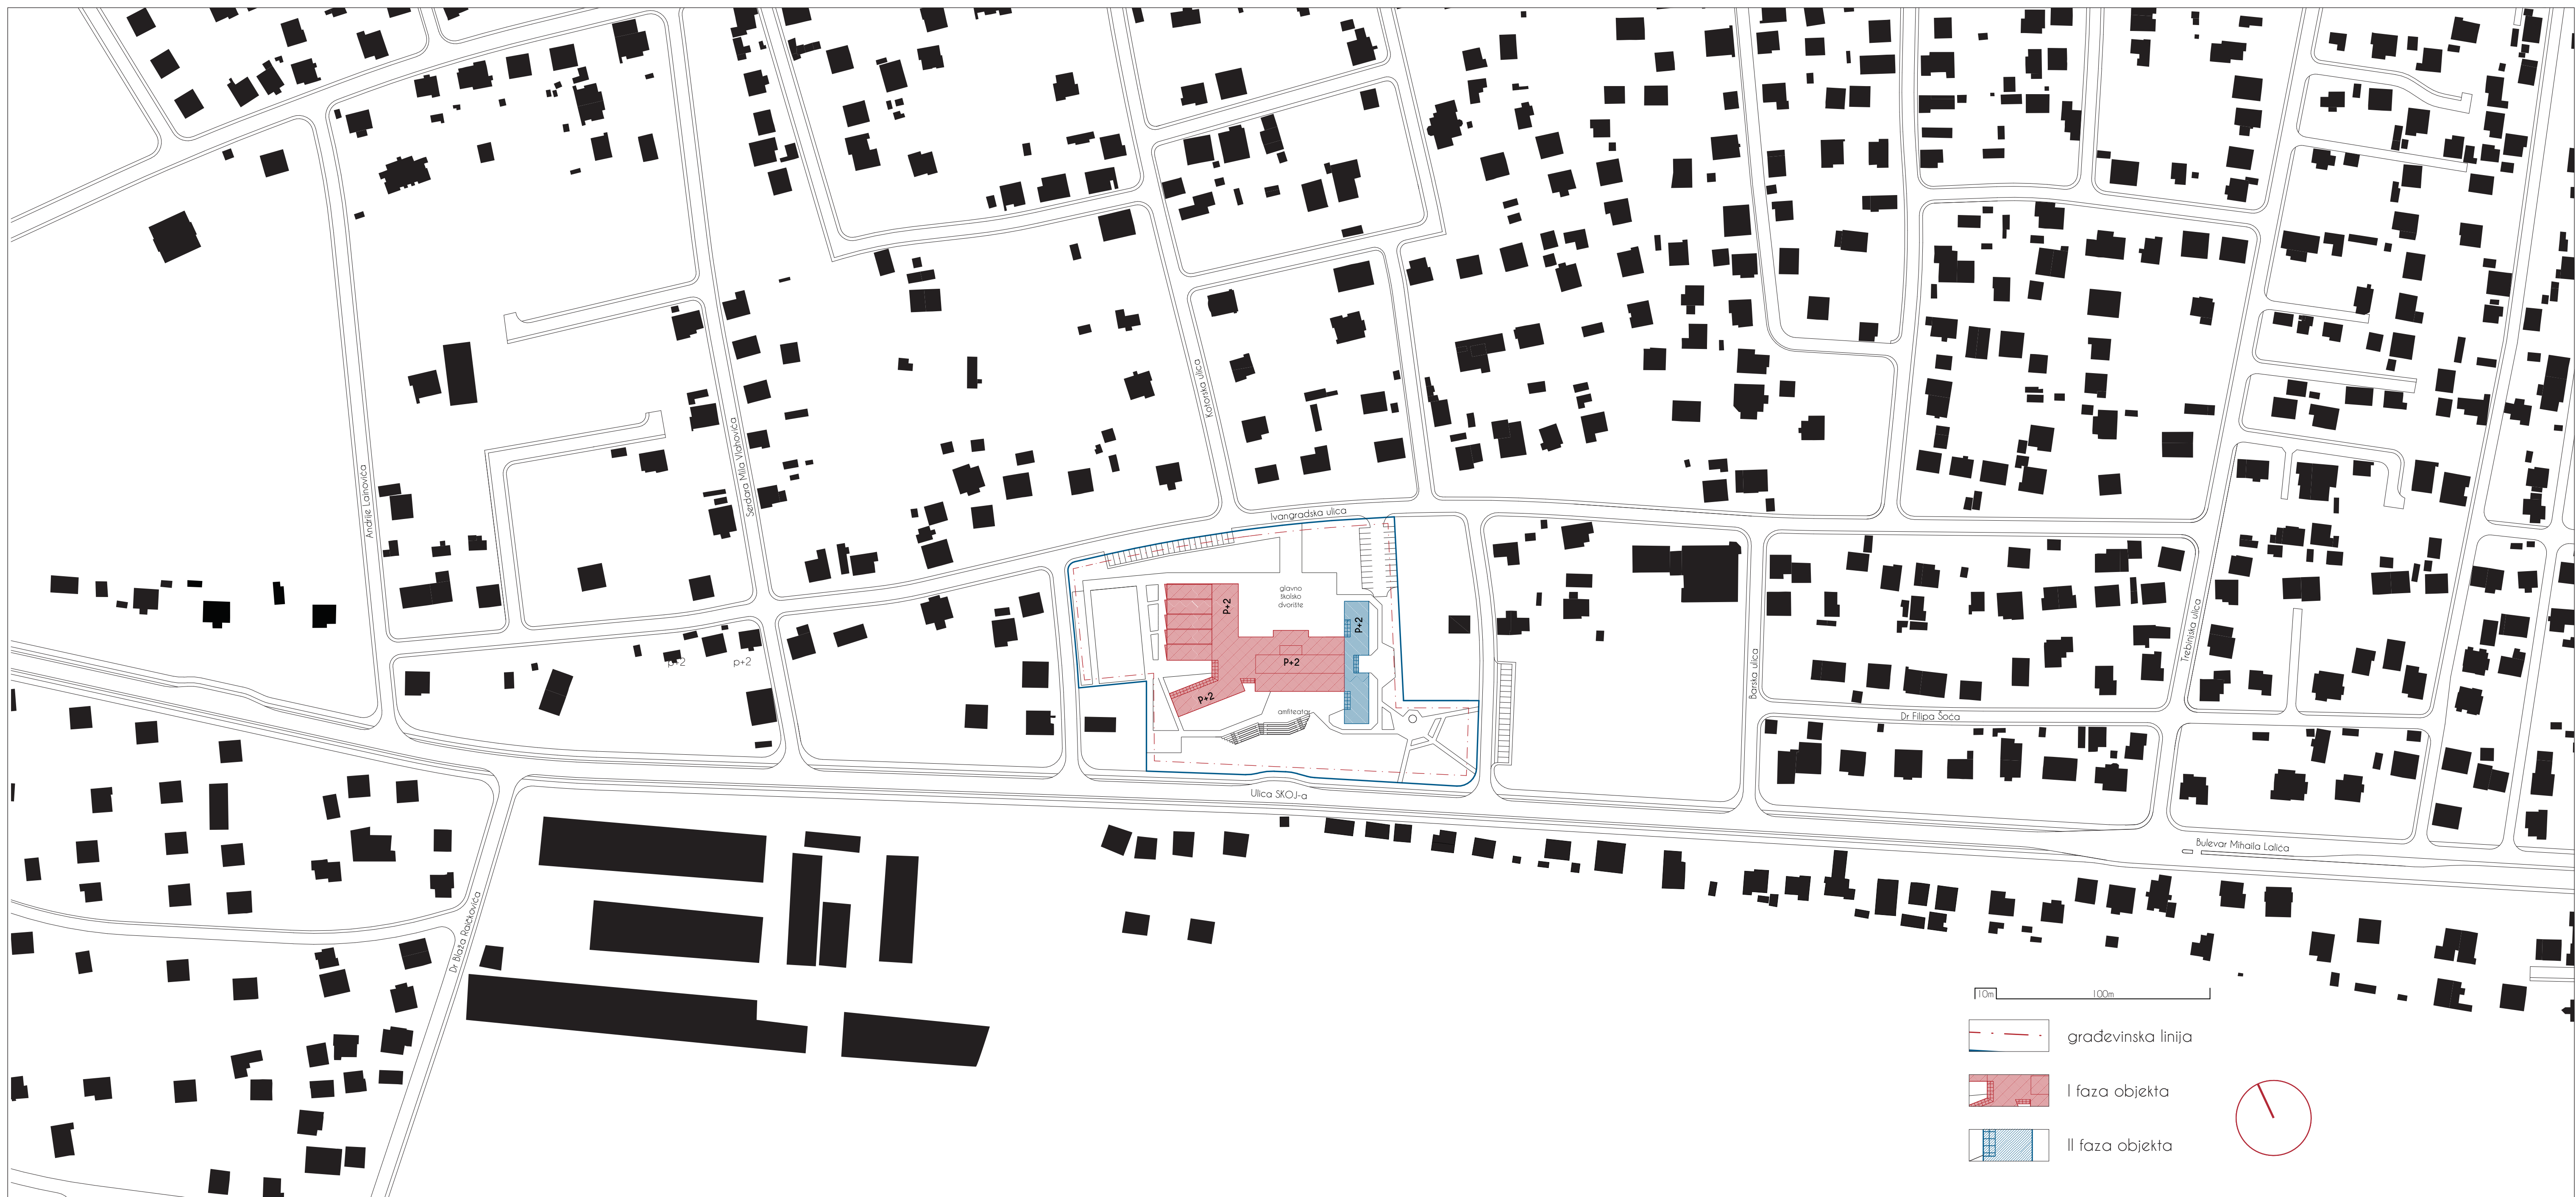 Kotorska ulica
Serdara Mila Vlahovića
Andrije Lainovića
Ivangradska ulica
glavno
školsko
dvorište
P+2
P+2
P+2
P+2
p+2
p+2
amfiteatar
Barska ulica
Trebinjska ulica
Dr Filipa Šoća
Ulica SKOJ-a
Bulevar Mihaila Lalića
Dr Blaža Raičkovića
10m
100m
građevinska linija
I faza objekta
II faza objekta